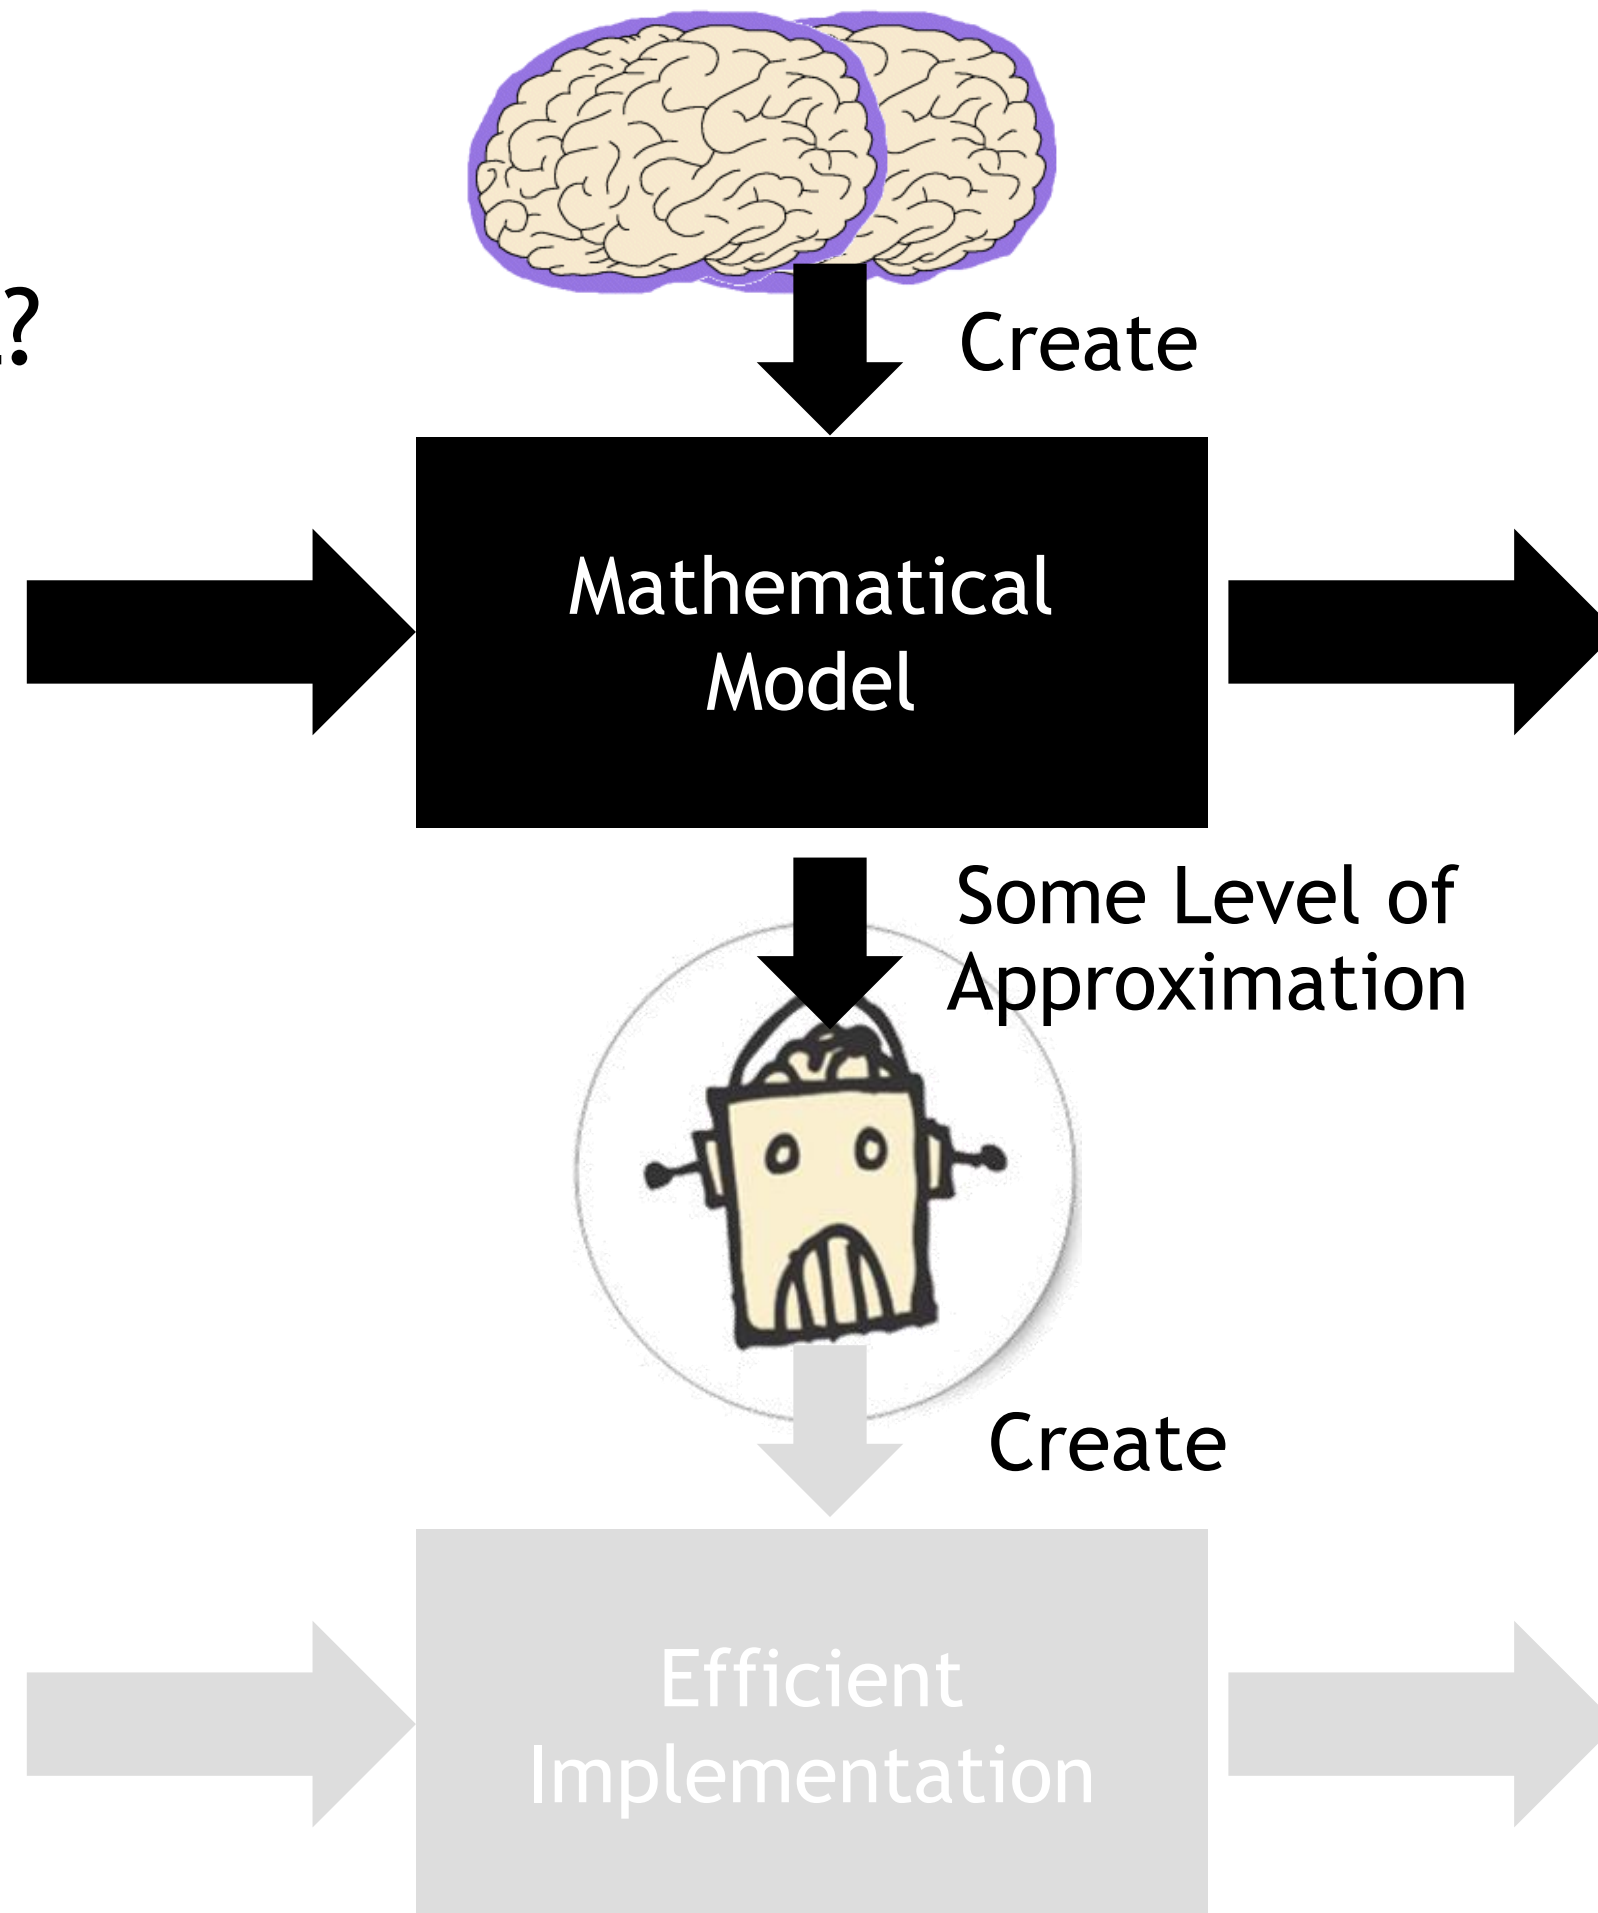 ?
Create
Mathematical
Model
Some Level of
Approximation
Create
Efficient
Implementation